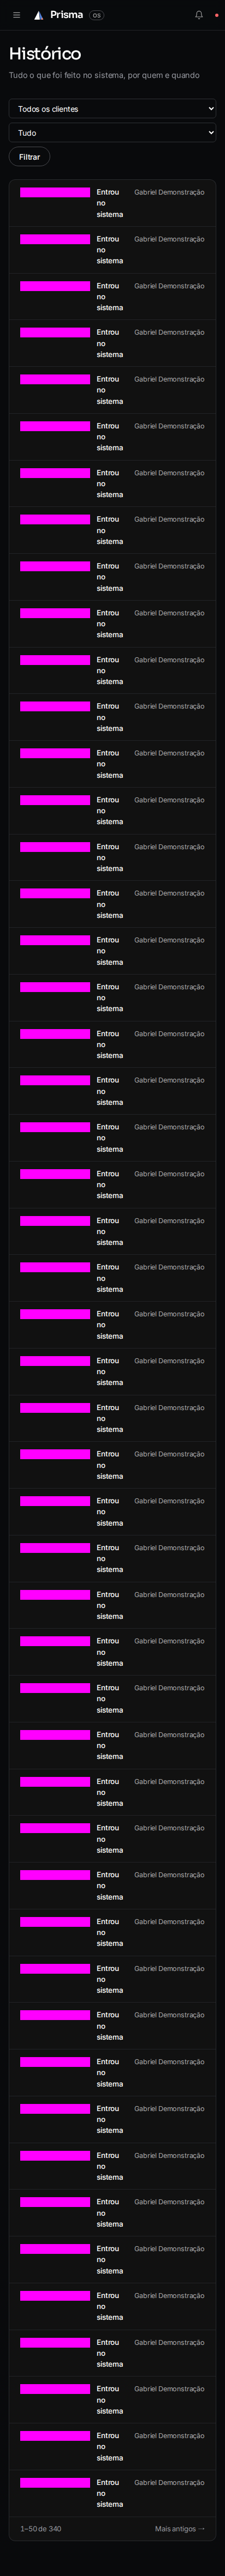 Prisma OS
Histórico
Tudo o que foi feito no sistema, por quem e quando
Todos os clientes
Tudo
Filtrar
Entrou Gabriel Demonstração
no
sistema
Entrou Gabriel Demonstração
no
sistema
Entrou Gabriel Demonstração
no
sistema
Entrou Gabriel Demonstração
no
sistema
Entrou Gabriel Demonstração
no
sistema
Entrou Gabriel Demonstração
no
sistema
Entrou Gabriel Demonstração
no
sistema
Entrou Gabriel Demonstração
no
sistema
Entrou Gabriel Demonstração
no
sistema
Entrou Gabriel Demonstração
no
sistema
Entrou Gabriel Demonstração
no
sistema
Entrou Gabriel Demonstração
no
sistema
Entrou Gabriel Demonstração
no
sistema
Entrou Gabriel Demonstração
no
sistema
Entrou Gabriel Demonstração
no
sistema
Entrou Gabriel Demonstração
no
sistema
Entrou Gabriel Demonstração
no
sistema
Entrou Gabriel Demonstração
no
sistema
Entrou Gabriel Demonstração
no
sistema
Entrou Gabriel Demonstração
no
sistema
Entrou Gabriel Demonstração
no
sistema
Entrou Gabriel Demonstração
no
sistema
Entrou Gabriel Demonstração
no
sistema
Entrou Gabriel Demonstração
no
sistema
Entrou Gabriel Demonstração
no
sistema
Entrou Gabriel Demonstração
no
sistema
Entrou Gabriel Demonstração
no
sistema
Entrou Gabriel Demonstração
no
sistema
Entrou Gabriel Demonstração
no
sistema
Entrou Gabriel Demonstração
no
sistema
Entrou Gabriel Demonstração
no
sistema
Entrou Gabriel Demonstração
no
sistema
Entrou Gabriel Demonstração
no
sistema
Entrou Gabriel Demonstração
no
sistema
Entrou Gabriel Demonstração
no
sistema
Entrou Gabriel Demonstração
no
sistema
Entrou Gabriel Demonstração
no
sistema
Entrou Gabriel Demonstração
no
sistema
Entrou Gabriel Demonstração
no
sistema
Entrou Gabriel Demonstração
no
sistema
Entrou Gabriel Demonstração
no
sistema
Entrou Gabriel Demonstração
no
sistema
Entrou Gabriel Demonstração
no
sistema
Entrou Gabriel Demonstração
no
sistema
Entrou Gabriel Demonstração
no
sistema
Entrou Gabriel Demonstração
no
sistema
Entrou Gabriel Demonstração
no
sistema
Entrou Gabriel Demonstração
no
sistema
Entrou Gabriel Demonstração
no
sistema
Entrou Gabriel Demonstração
no
sistema
1–50 de 340 Mais antigos →